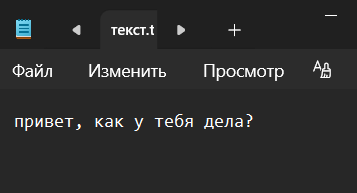 текст.t
Файл Изменить Просмотр
привет, как у тебя дела?